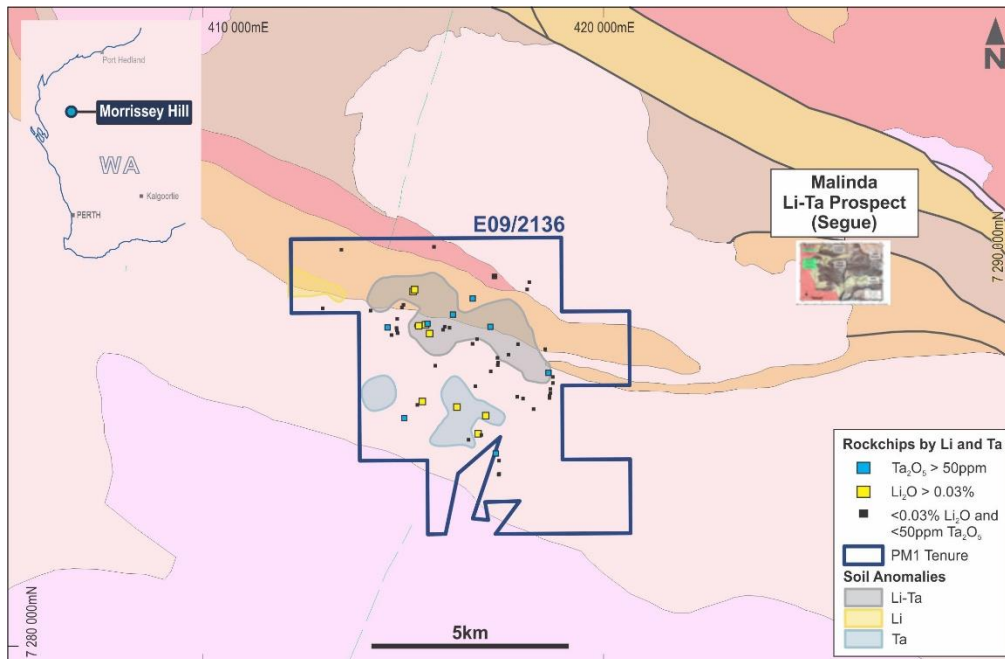 410 000mE
420 000mE
N
Port Hedland
Morrissey Hill
WA
Kalgoorlie
PERTH
Malinda
Li-Ta Prospect
(Segue)
E09/2136
7 290 000mN
Rockchips by Li and Ta
Ta₂O₅ > 50ppm
Li₂O > 0.03%
<0.03% Li₂O and
<50ppm Ta₂O₅
PM1 Tenure
Soil Anomalies
Li-Ta
Li
Ta
7 280 000mN
5km